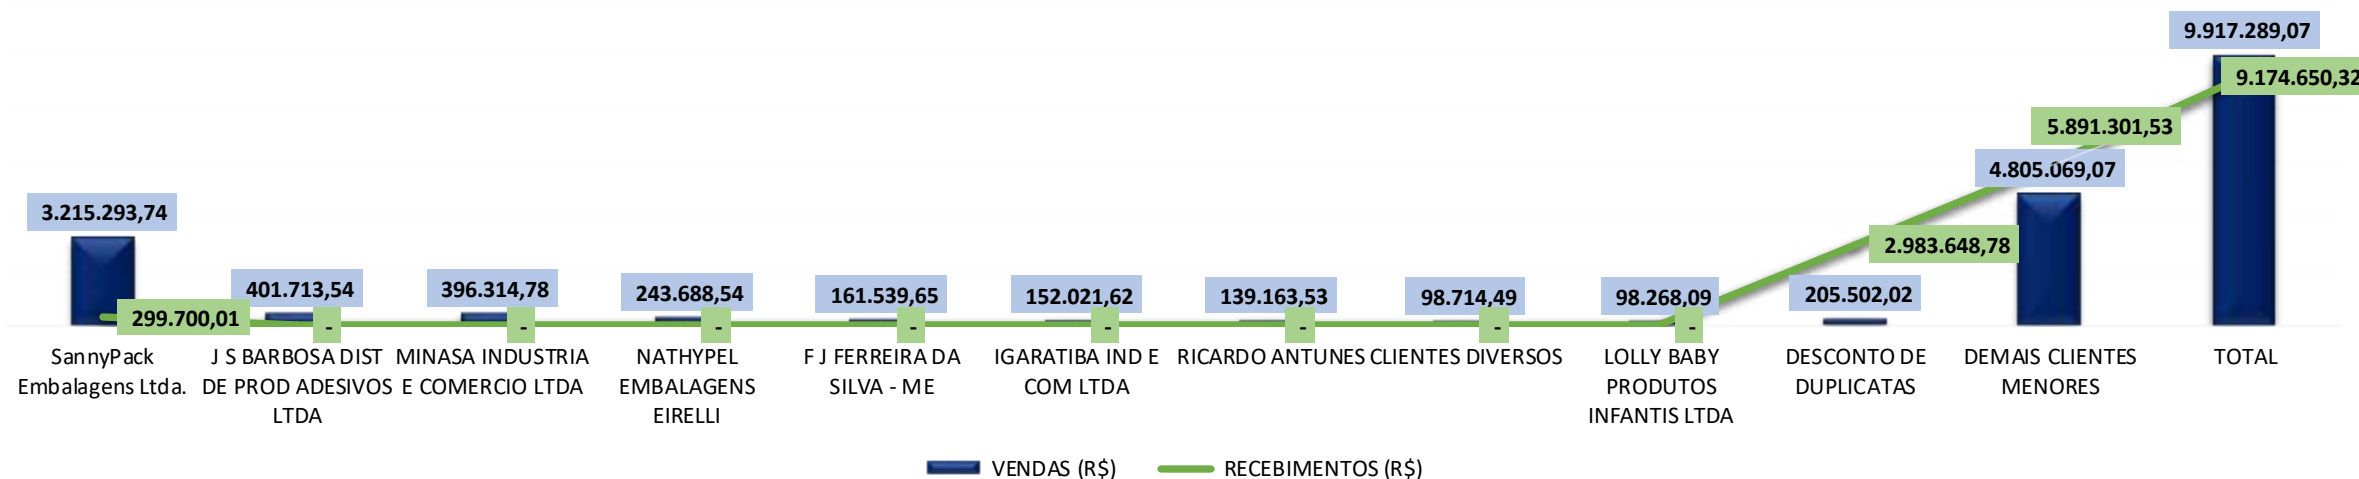 9.917.289,07
9.174.650,32
5.891.301,53
4.805.069,07
3.215.293,74
2.983.648,78
401.713,54
396.314,78
243.688,54
161.539,65
152.021,62
139.163,53
98.714,49
98.268,09
205.502,02
299.700,01
-
-
-
-
-
-
-
-
SannyPack
Embalagens Ltda.
J S BARBOSA DIST
DE PROD ADESIVOS
LTDA
MINASA INDUSTRIA
E COMERCIO LTDA
NATHYPEL
EMBALAGENS
EIRELLI
F J FERREIRA DA
SILVA - ME
IGARATIBA IND E
COM LTDA
RICARDO ANTUNES
CLIENTES DIVERSOS
LOLLY BABY
PRODUTOS
INFANTIS LTDA
DESCONTO DE
DUPLICATAS
DEMAIS CLIENTES
MENORES
TOTAL
VENDAS (R$)
RECEBIMENTOS (R$)